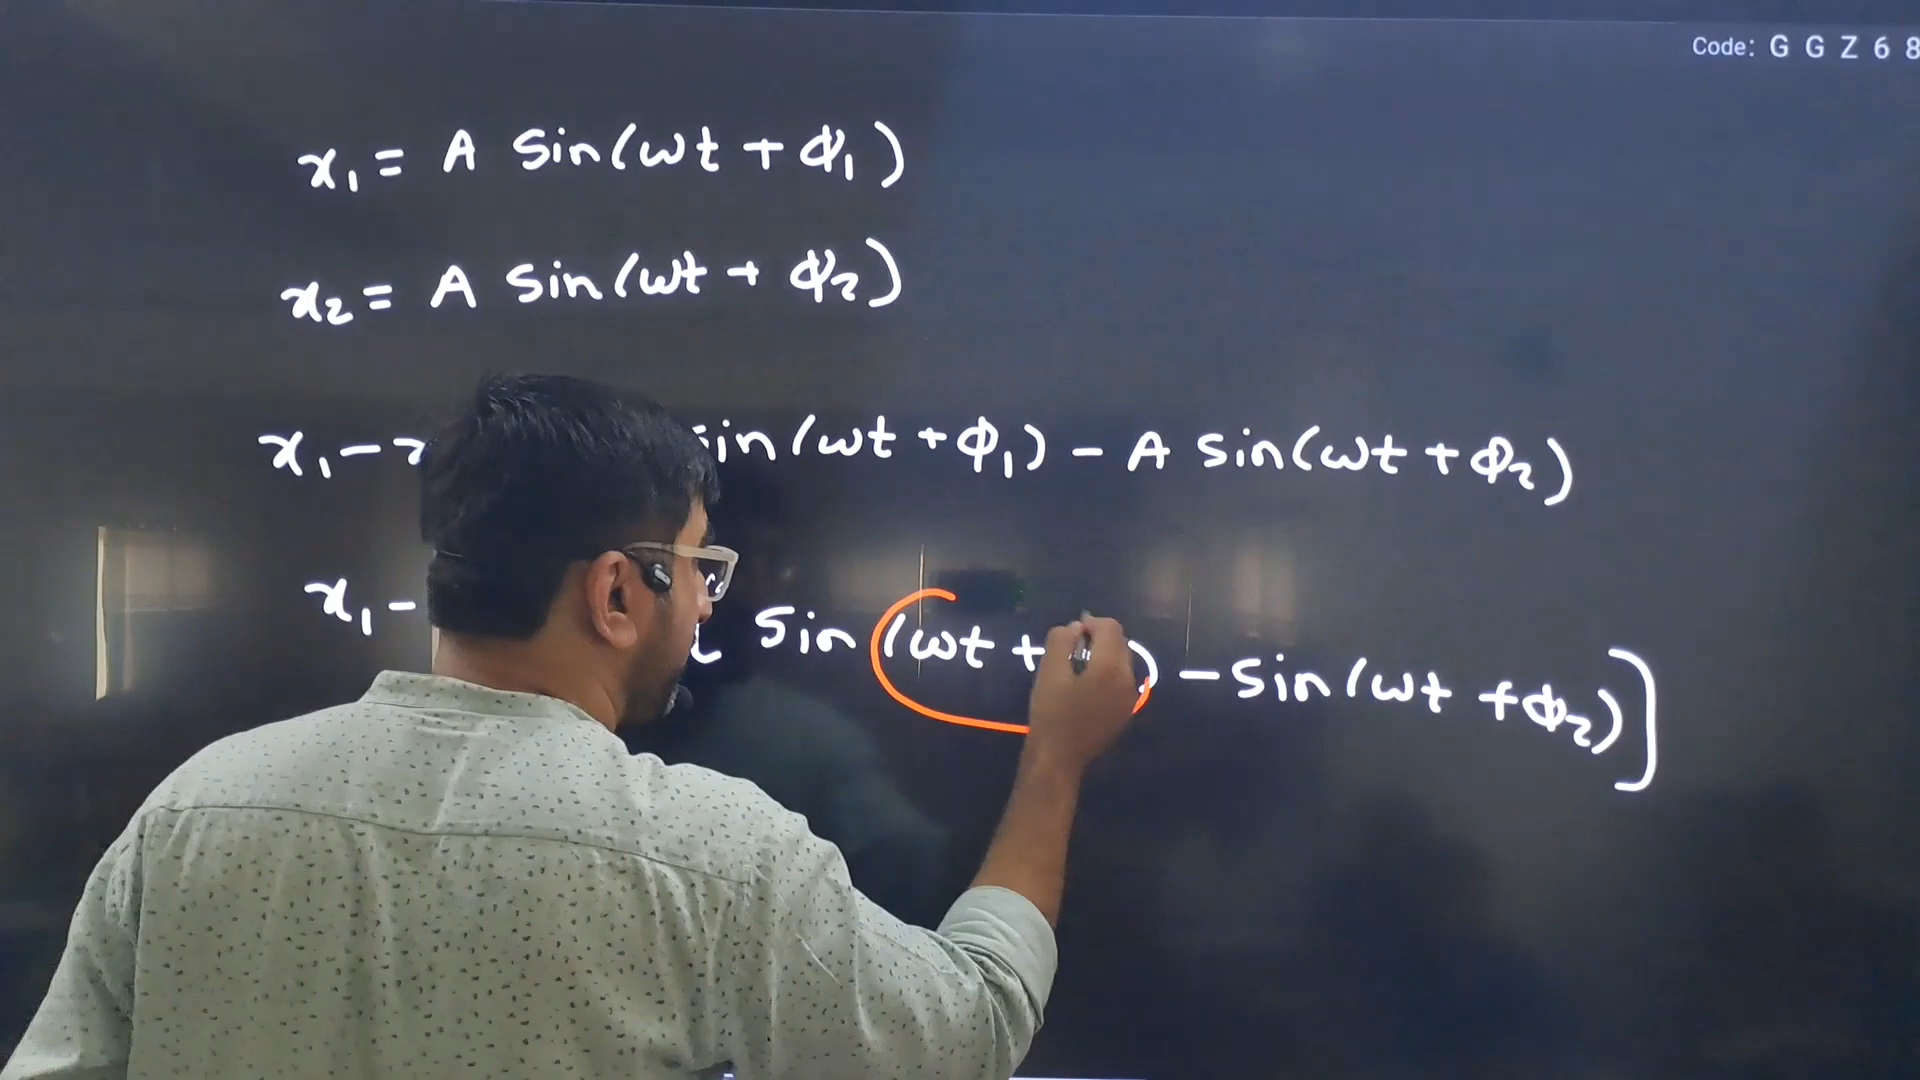 Code: G G Z 6 8
x₁ = A Sin(ωt + ϕ₁)
x₂ = A Sin(ωt + ϕ₂)
x₁ - sin(ωt + ϕ₁) - A Sin(ωt + ϕ₂)
x₁ - Sin(ωt + ) - Sin(ωt + ϕ₂)]